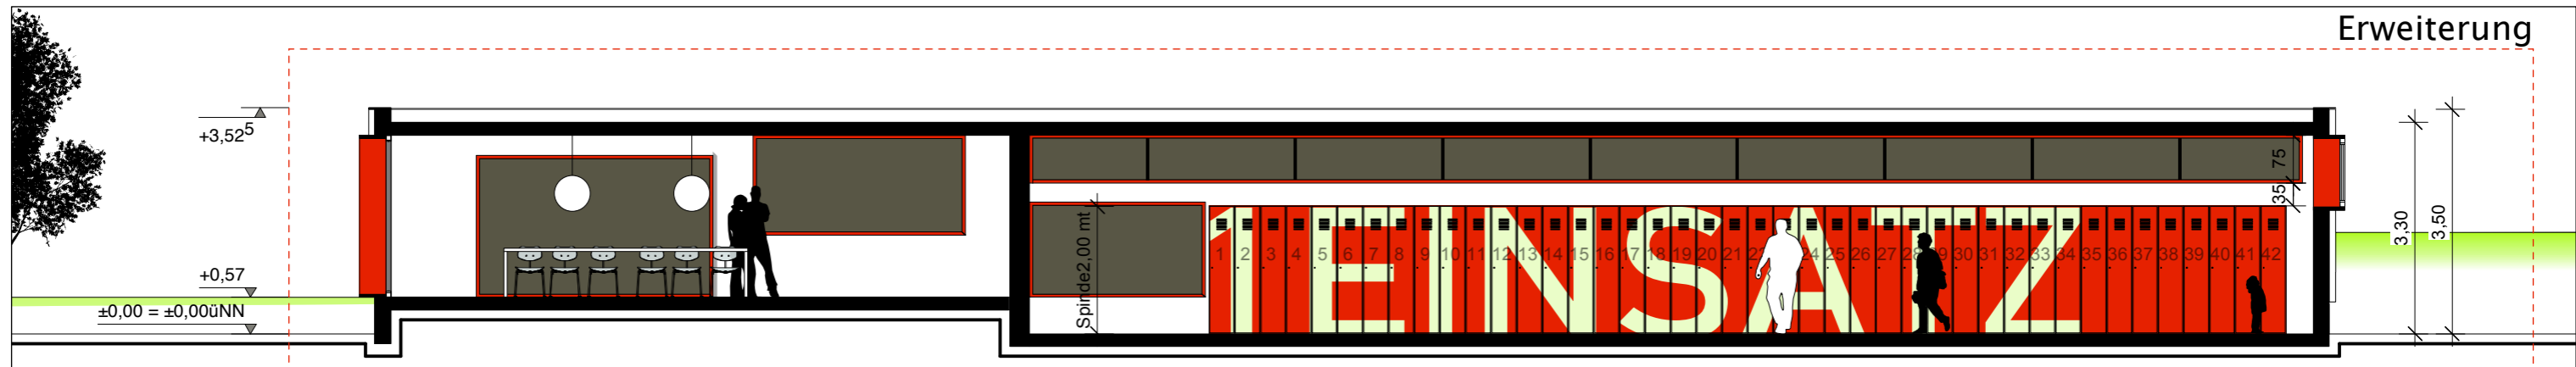 Erweiterung
+3,52⁵
+0,57
±0,00 = ±0,00üNN
75
35
3,30
3,50
Spinde2,00 mt
1EINSATZ
1 2 3 4 5 6 7 8 9 10 11 12 13 14 15 16 17 18 19 20 21 22 24 25 26 27 28 29 30 31 32 33 34 35 36 37 38 39 40 41 42